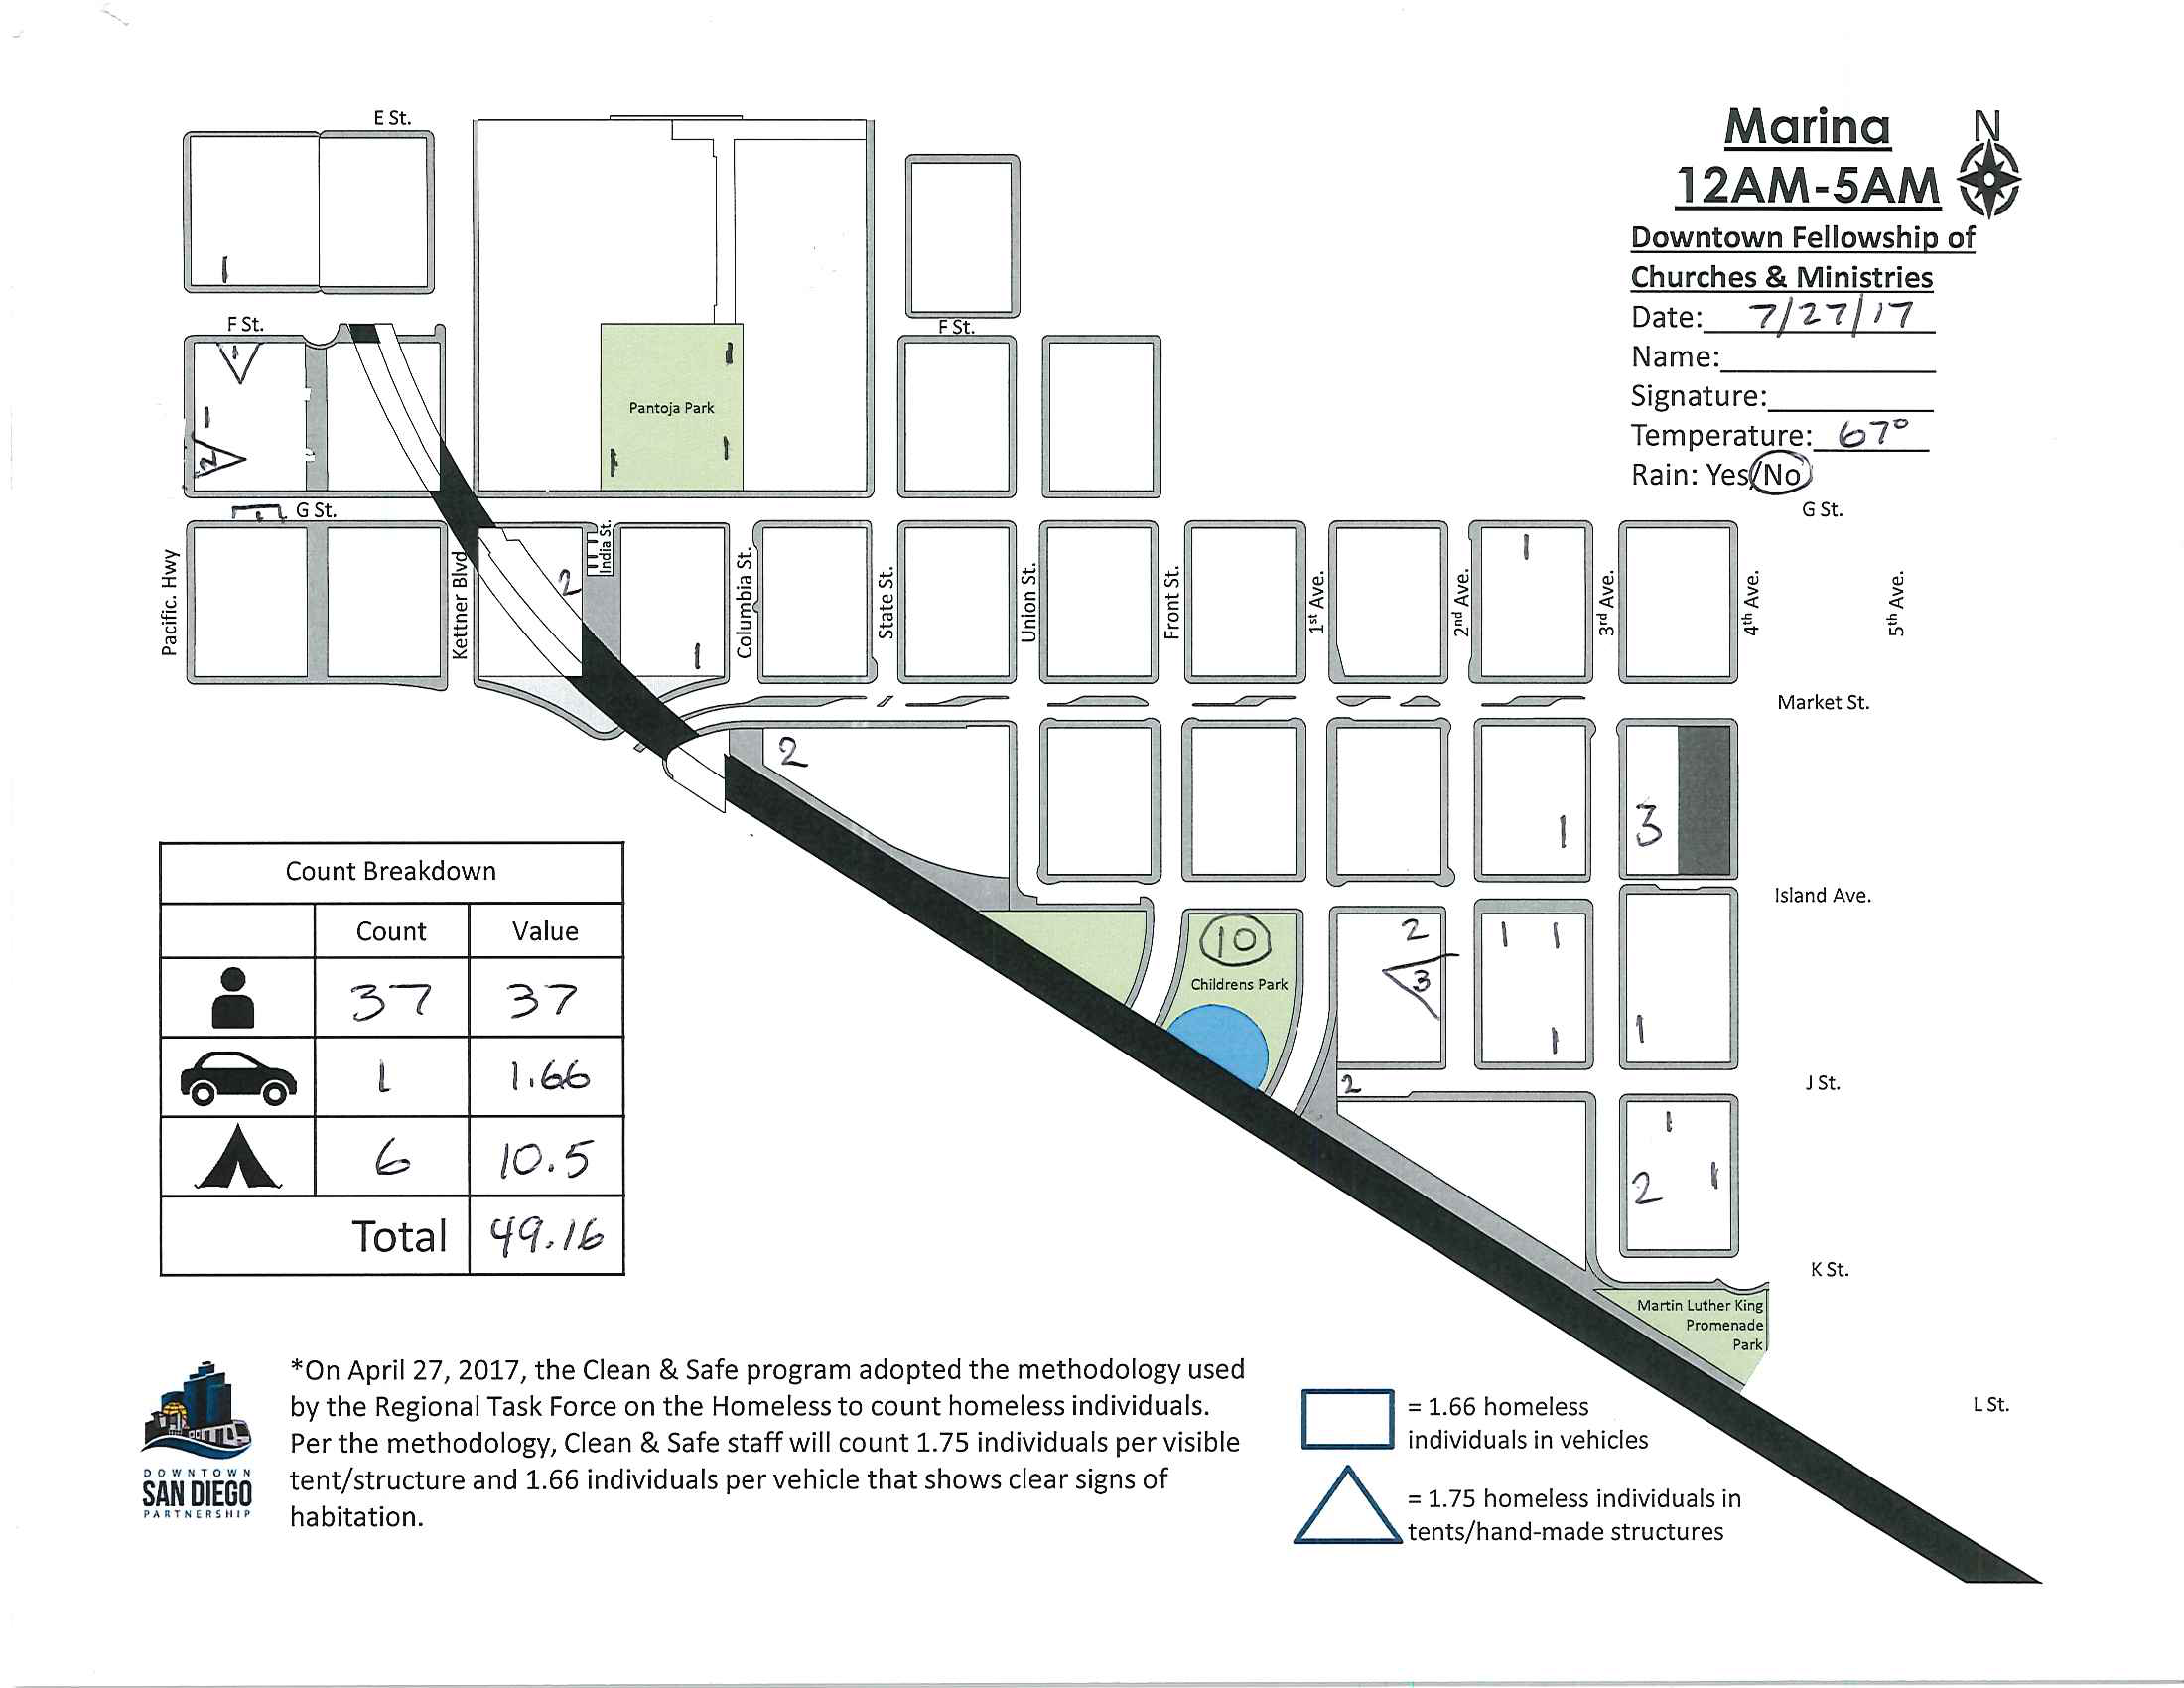 E St.
Marina
N
12AM-5AM
Downtown Fellowship of
Churches & Ministries
Date: 7/27/17
Name:
Signature:
Temperature: 67°
Rain: Yes/No
1
F St.
F St.
1
1
1
2
Pantoja Park
1
1
G St.
1
G St.
Pacific. Hwy
Kettner Blvd
India St.
Columbia St.
State St.
Union St.
Front St.
1st Ave.
2nd Ave.
3rd Ave.
4th Ave.
5th Ave.
2
1
1
Market St.
2
1
3
Island Ave.
10
Childrens Park
2
3
1 1
1
1
J St.
2
1
2 1
K St.
Martin Luther King
Promenade
Park
L St.
Count Breakdown
Count Value
37 37
1 1.66
6 10.5
Total 49.16
*On April 27, 2017, the Clean & Safe program adopted the methodology used
by the Regional Task Force on the Homeless to count homeless individuals.
Per the methodology, Clean & Safe staff will count 1.75 individuals per visible
tent/structure and 1.66 individuals per vehicle that shows clear signs of
habitation.
DOWNTOWN
SAN DIEGO
PARTNERSHIP
= 1.66 homeless
individuals in vehicles
= 1.75 homeless individuals in
tents/hand-made structures